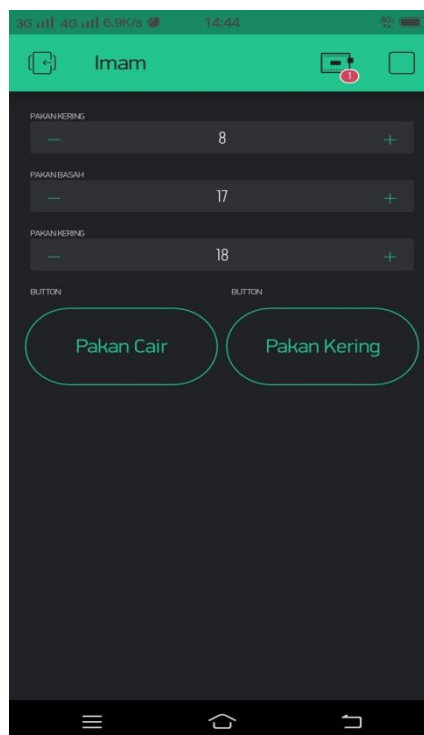 3G 4G 6,9K/s 14:44 4G
Imam
1
PAKAN KERING
— 8 +
PAKAN BASAH
— 17 +
PAKAN KERING
— 18 +
BUTTON BUTTON
Pakan Cair Pakan Kering